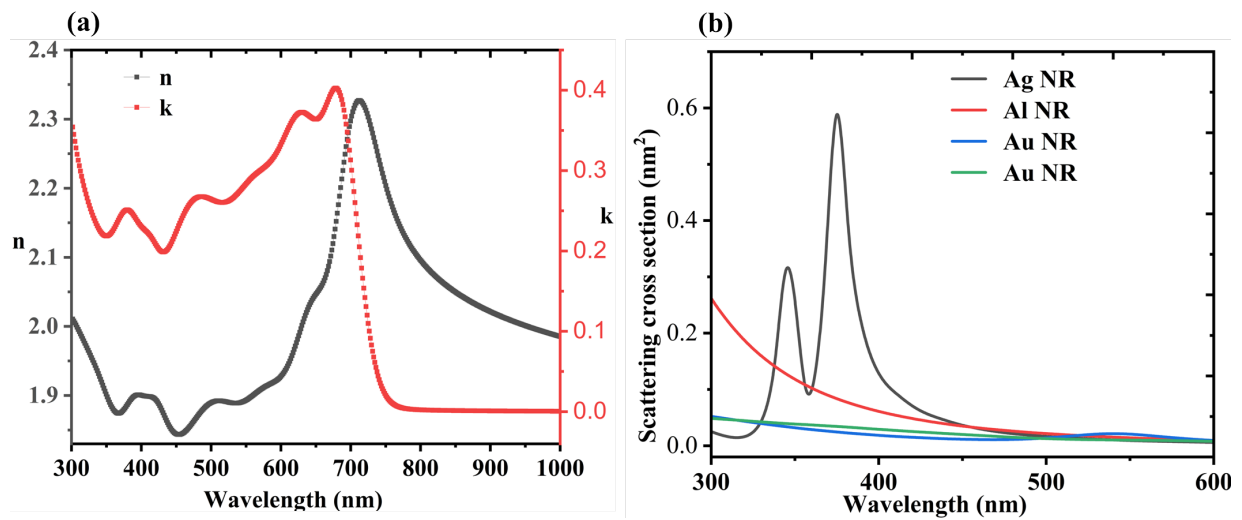 (a)
n
k
2.4
2.3
2.2
2.1
2.0
1.9
n
0.4
0.3
0.2
0.1
0.0
k
300 400 500 600 700 800 900 1000
Wavelength (nm)
(b)
Ag NR
Al NR
Au NR
Au NR
Scattering cross section (nm²)
0.6
0.4
0.2
0.0
300 400 500 600
Wavelength (nm)